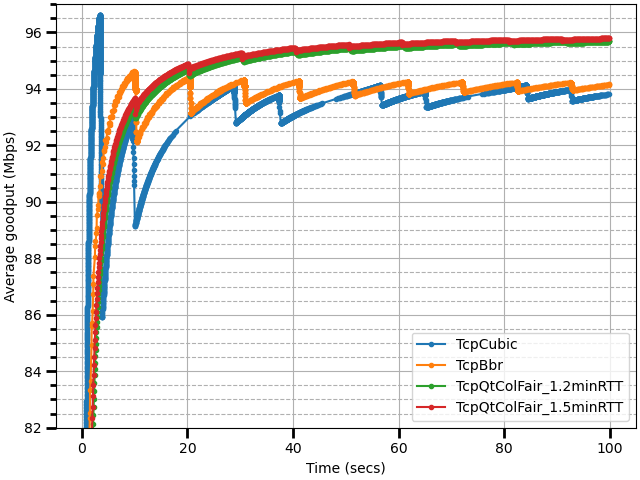 Average goodput (Mbps)
96
94
92
90
88
86
84
82
0
20
40
60
80
100
Time (secs)
TcpCubic
TcpBbr
TcpQtColFair_1.2minRTT
TcpQtColFair_1.5minRTT